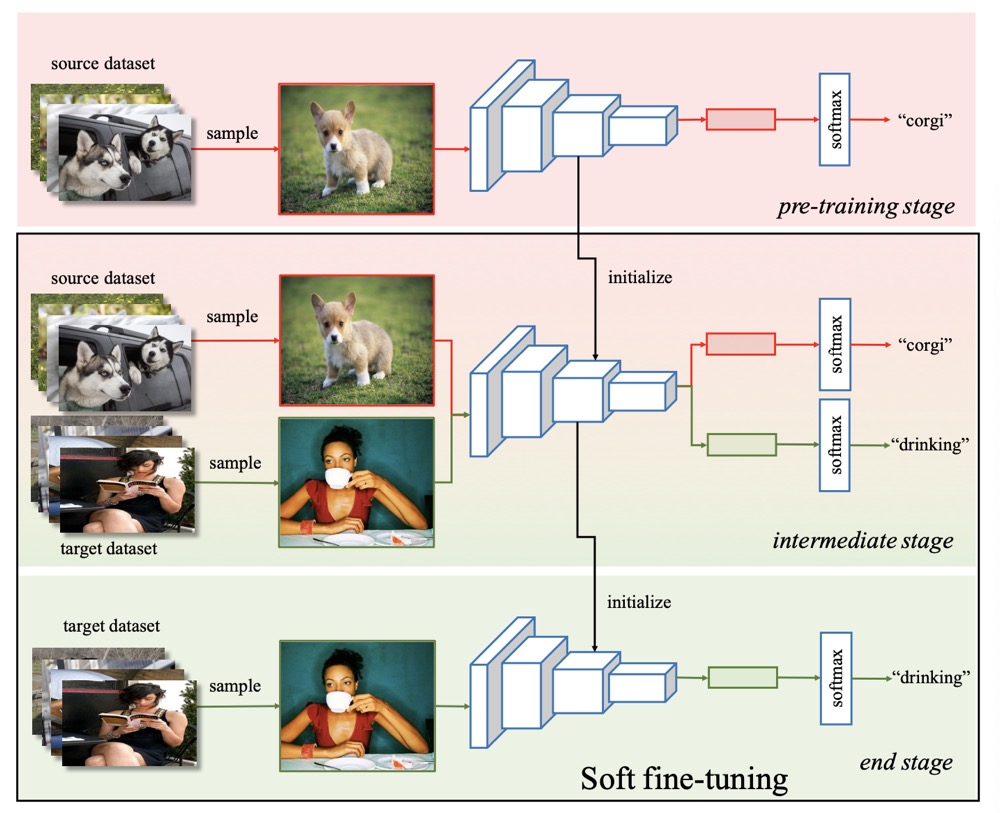 source dataset
sample
softmax
“corgi”
pre-training stage
initialize
source dataset
sample
softmax
“corgi”
sample
softmax
“drinking”
target dataset
intermediate stage
initialize
target dataset
sample
softmax
“drinking”
end stage
Soft fine-tuning